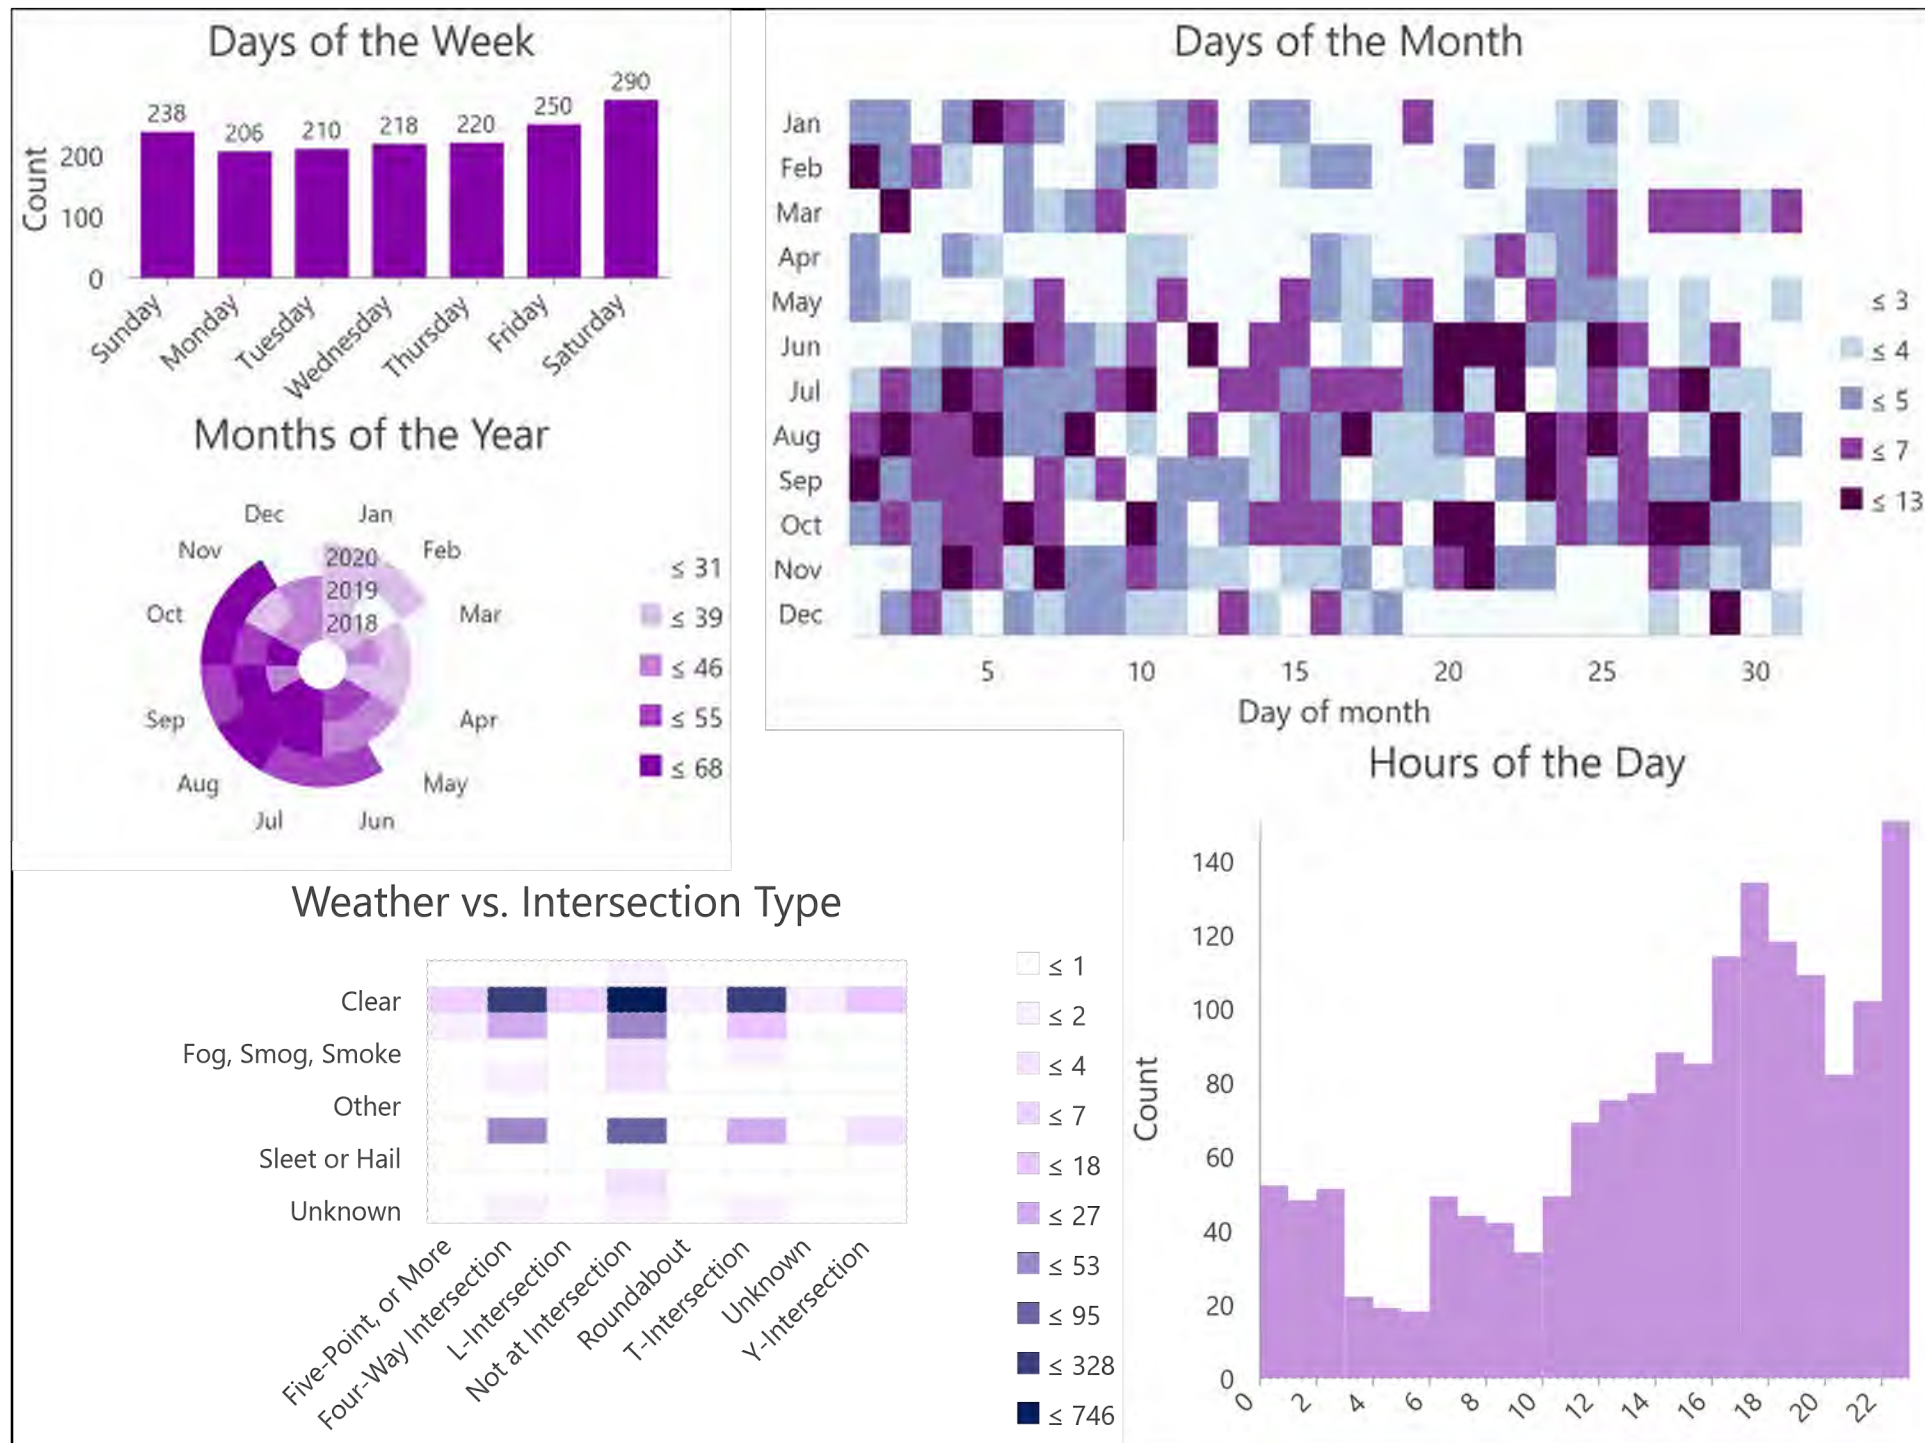 Days of the Week
Count
200
100
0
238
206
210
218
220
250
290
Sunday
Monday
Tuesday
Wednesday
Thursday
Friday
Saturday
Months of the Year
Dec
Jan
Nov
Feb
Oct
Mar
Sep
Apr
Aug
May
Jul
Jun
2020
2019
2018
≤ 31
≤ 39
≤ 46
≤ 55
≤ 68
Days of the Month
Jan
Feb
Mar
Apr
May
Jun
Jul
Aug
Sep
Oct
Nov
Dec
5
10
15
20
25
30
Day of month
≤ 3
≤ 4
≤ 5
≤ 7
≤ 13
Weather vs. Intersection Type
Clear
Fog, Smog, Smoke
Other
Sleet or Hail
Unknown
Five-Point, or More
Four-Way Intersection
L-Intersection
Not at Intersection
Roundabout
T-Intersection
Unknown
Y-Intersection
≤ 1
≤ 2
≤ 4
≤ 7
≤ 18
≤ 27
≤ 53
≤ 95
≤ 328
≤ 746
Hours of the Day
Count
140
120
100
80
60
40
20
0
0
2
4
6
8
10
12
14
16
18
20
22